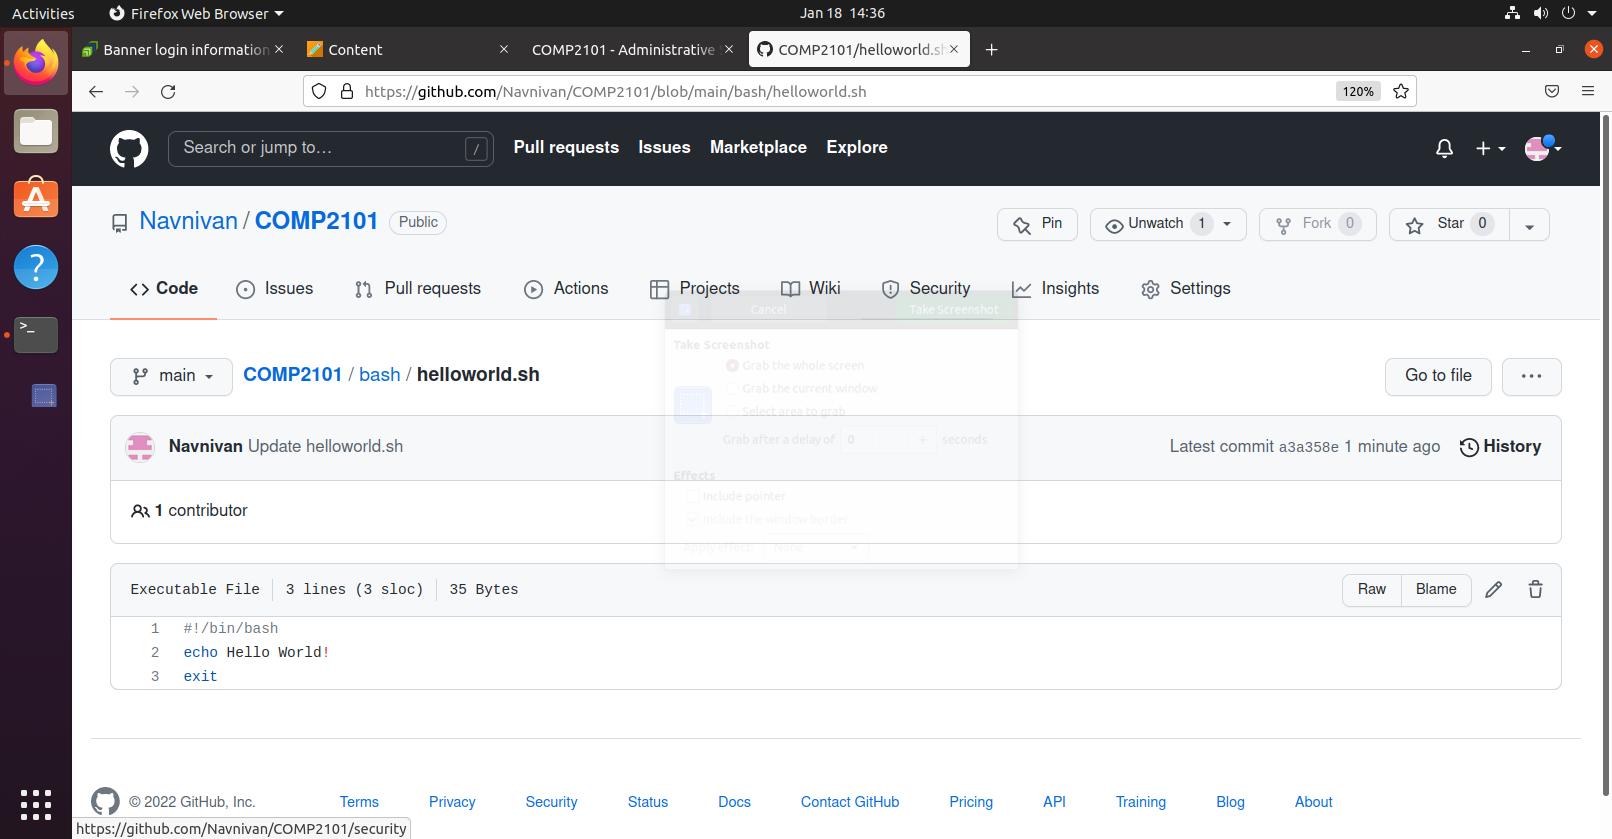 Activities Firefox Web Browser Jan 18 14:36
Banner login information Content COMP2101 - Administrative COMP2101/helloworld.sh
https://github.com/Navnivan/COMP2101/blob/main/bash/helloworld.sh 120%
Search or jump to… / Pull requests Issues Marketplace Explore
Navnivan / COMP2101 Public Pin Unwatch 1 Fork 0 Star 0
Code Issues Pull requests Actions Projects Wiki Security Insights Settings
Cancel Take Screenshot
Take Screenshot
Grab the whole screen
Grab the current window
Select area to grab
Grab after a delay of 0 + seconds
Effects
Include pointer
Include the window border
Apply effect: None
main COMP2101 / bash / helloworld.sh Go to file ...
Navnivan Update helloworld.sh Latest commit a3a358e 1 minute ago History
1 contributor
Executable File 3 lines (3 sloc) 35 Bytes Raw Blame
1 #!/bin/bash
2 echo Hello World!
3 exit
© 2022 GitHub, Inc. Terms Privacy Security Status Docs Contact GitHub Pricing API Training Blog About
https://github.com/Navnivan/COMP2101/security